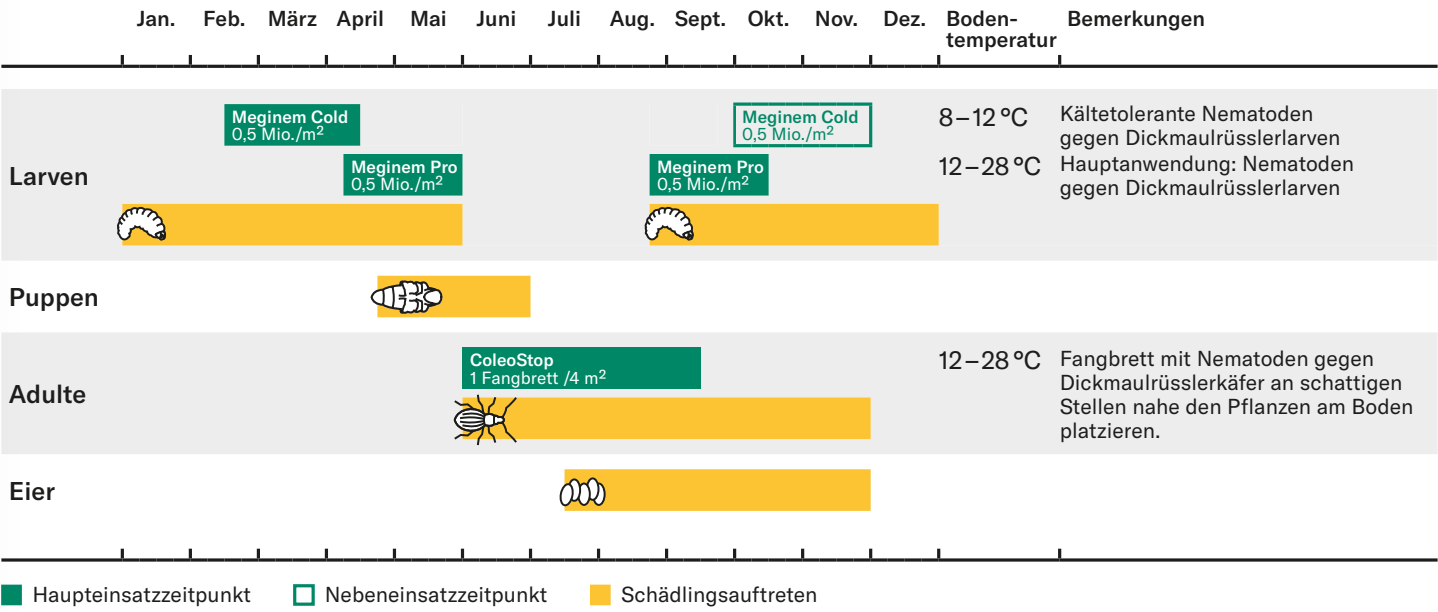 Jan. Feb. März April Mai Juni Juli Aug. Sept. Okt. Nov. Dez. Boden- Bemerkungen
temperatur
Meginem Cold
0,5 Mio./m²
Meginem Cold
0,5 Mio./m²
8–12 °C Kältetolerante Nematoden
gegen Dickmaulrüsslerlarven
Larven
Meginem Pro
0,5 Mio./m²
Meginem Pro
0,5 Mio./m²
12–28 °C Hauptanwendung: Nematoden
gegen Dickmaulrüsslerlarven
Puppen
Adulte
ColeoStop
1 Fangbrett /4 m²
12–28 °C Fangbrett mit Nematoden gegen
Dickmaulrüsslerkäfer an schattigen
Stellen nahe den Pflanzen am Boden
platzieren.
Eier
Haupteinsatzzeitpunkt Nebeneinsatzzeitpunkt Schädlingsauftreten